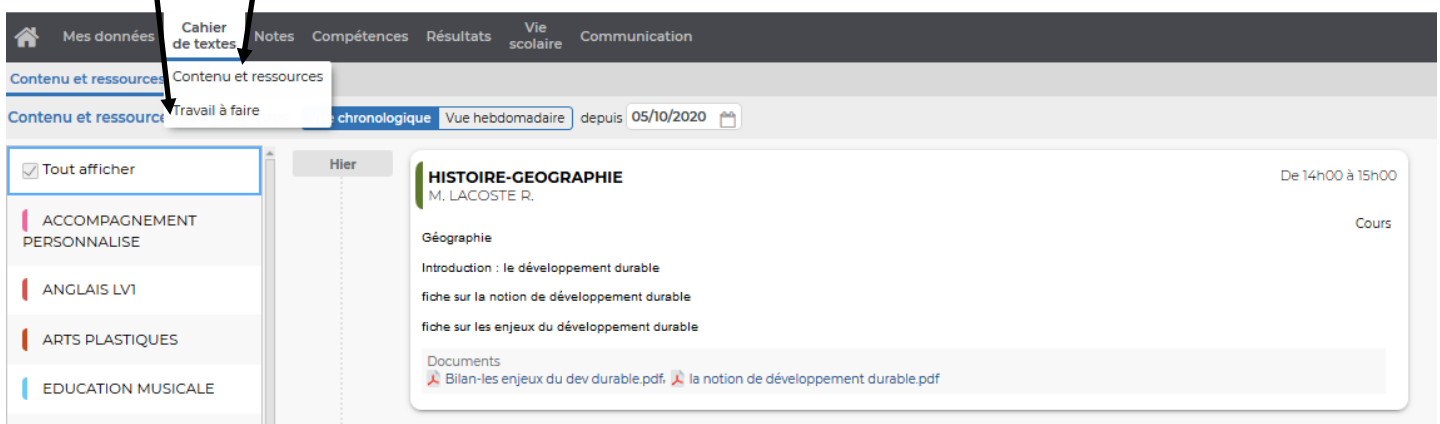 Mes données
Cahier
de textes
Notes
Compétences
Résultats
Vie
scolaire
Communication
Contenu et ressources
Contenu et ressources
Travail à faire
Contenu et ressource
chronologique
Vue hebdomadaire
depuis
05/10/2020
Tout afficher
ACCOMPAGNEMENT
PERSONNALISE
ANGLAIS LV1
ARTS PLASTIQUES
EDUCATION MUSICALE
Hier
HISTOIRE-GEOGRAPHIE
De 14h00 à 15h00
M. LACOSTE R.
Cours
Géographie
Introduction : le développement durable
fiche sur la notion de développement durable
fiche sur les enjeux du développement durable
Documents
Bilan-les enjeux du dev durable.pdf, la notion de développement durable.pdf